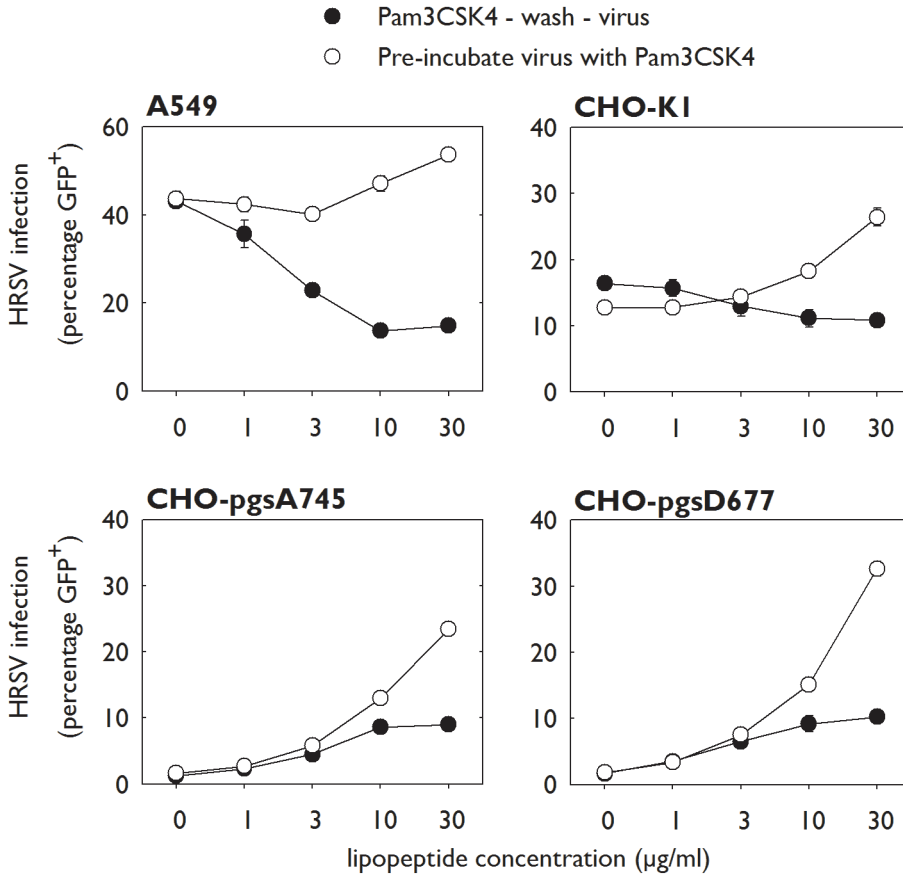 Pam3CSK4 - wash - virus
Pre-incubate virus with Pam3CSK4
A549
HRSV infection
(percentage GFP⁺)
60
40
20
0
0 1 3 10 30
CHO-K1
40
30
20
10
0
0 1 3 10 30
CHO-pgsA745
HRSV infection
(percentage GFP⁺)
40
30
20
10
0
0 1 3 10 30
CHO-pgsD677
40
30
20
10
0
0 1 3 10 30
lipopeptide concentration (µg/ml)